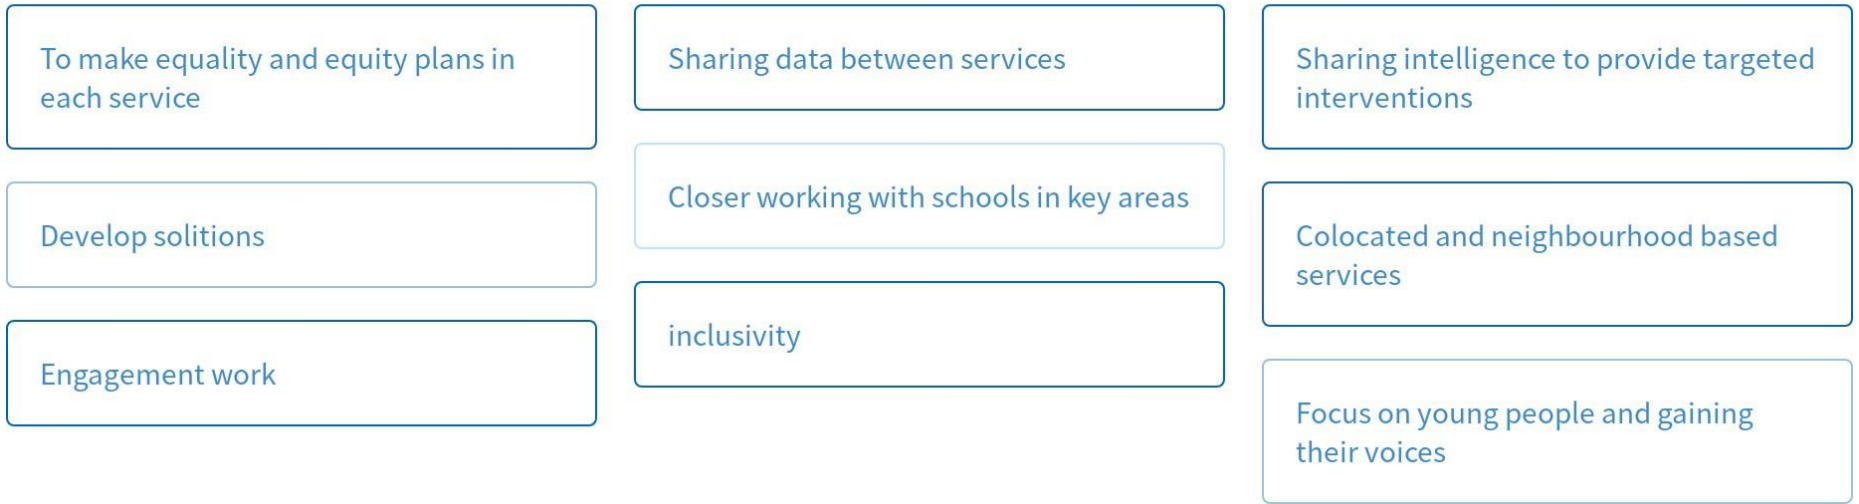 To make equality and equity plans in
each service
Develop solitions
Engagement work
Sharing data between services
Closer working with schools in key areas
inclusivity
Sharing intelligence to provide targeted
interventions
Colocated and neighbourhood based
services
Focus on young people and gaining
their voices